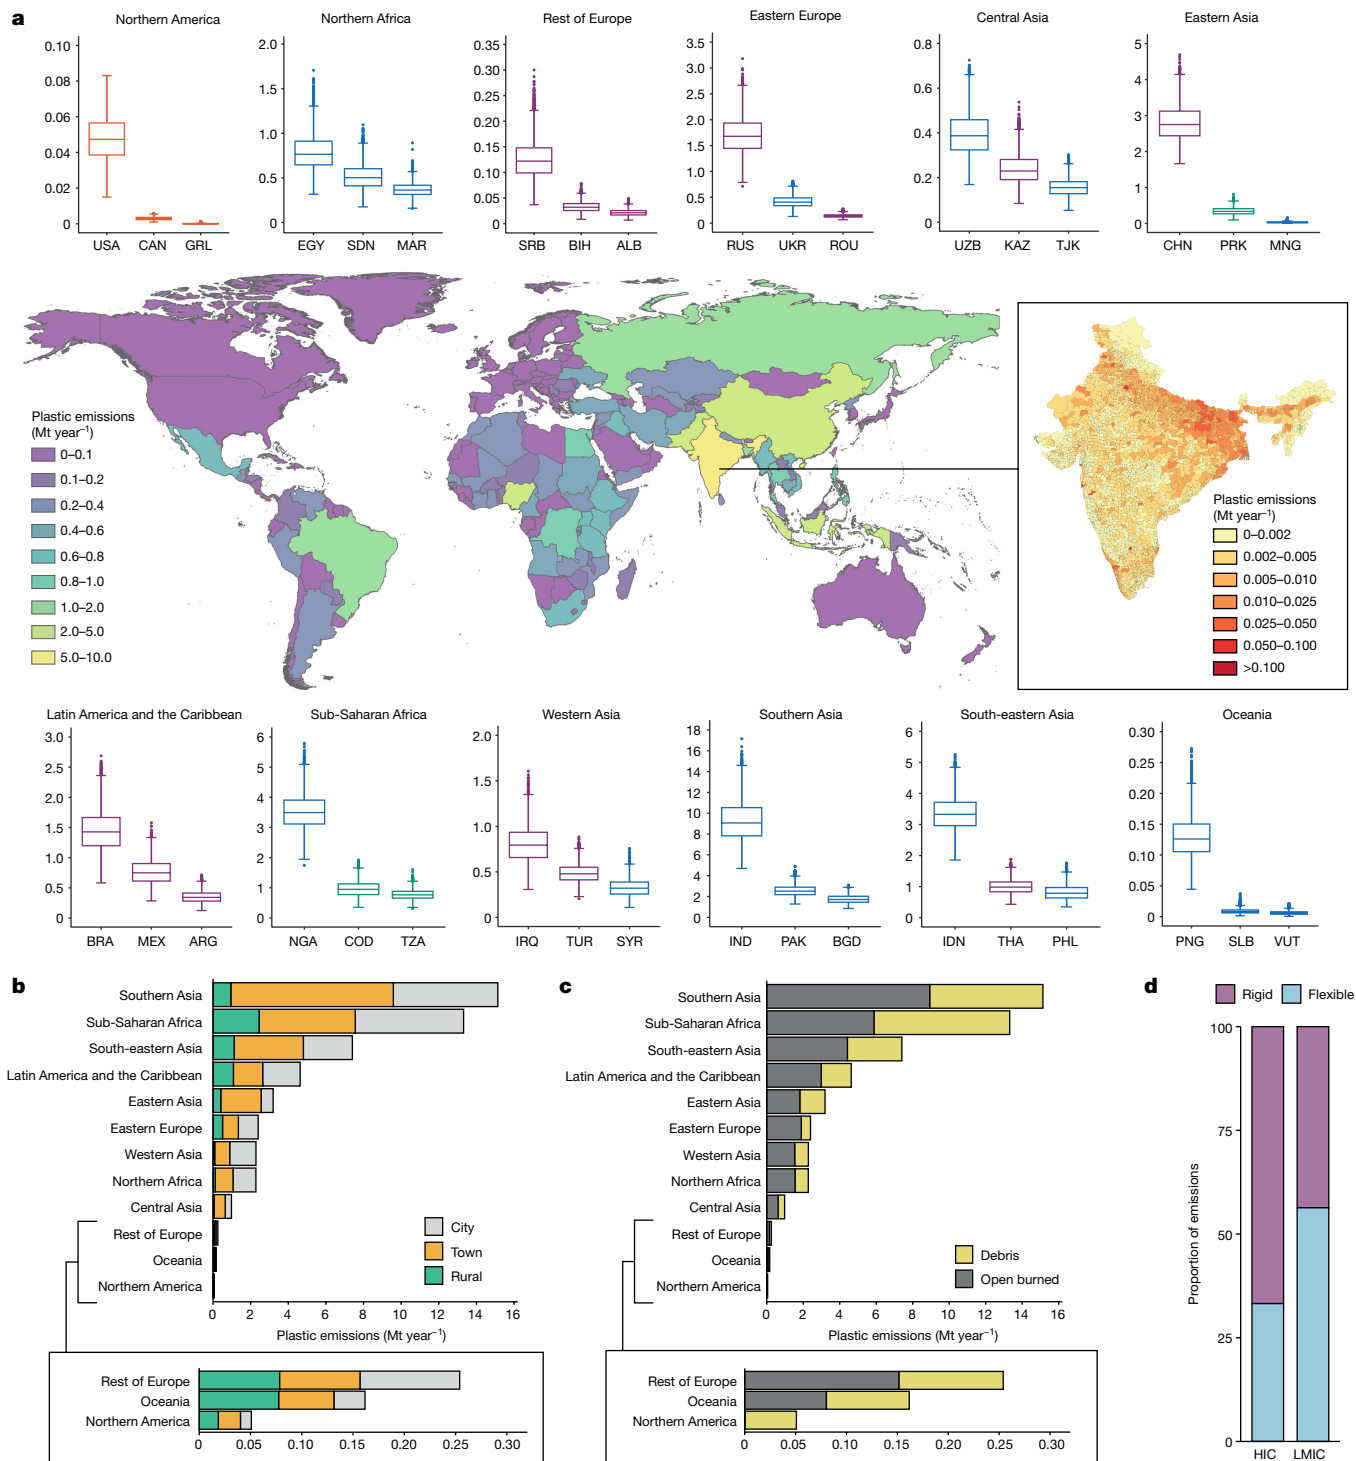 a
Northern America
0.10
0.08
0.06
0.04
0.02
0
USA CAN GRL
Northern Africa
2.0
1.5
1.0
0.5
0
EGY SDN MAR
Rest of Europe
0.35
0.30
0.25
0.20
0.15
0.10
0.05
0
SRB BIH ALB
Eastern Europe
3.5
3.0
2.5
2.0
1.5
1.0
0.5
0
RUS UKR ROU
Central Asia
0.8
0.6
0.4
0.2
0
UZB KAZ TJK
Eastern Asia
5
4
3
2
1
0
CHN PRK MNG
Plastic emissions
(Mt year⁻¹)
0–0.1
0.1–0.2
0.2–0.4
0.4–0.6
0.6–0.8
0.8–1.0
1.0–2.0
2.0–5.0
5.0–10.0
Plastic emissions
(Mt year⁻¹)
0–0.002
0.002–0.005
0.005–0.010
0.010–0.025
0.025–0.050
0.050–0.100
>0.100
Latin America and the Caribbean
3.0
2.5
2.0
1.5
1.0
0.5
0
BRA MEX ARG
Sub-Saharan Africa
6
5
4
3
2
1
0
NGA COD TZA
Western Asia
2.0
1.5
1.0
0.5
0
IRQ TUR SYR
Southern Asia
18
16
14
12
10
8
6
4
2
0
IND PAK BGD
South-eastern Asia
6
5
4
3
2
1
0
IDN THA PHL
Oceania
0.30
0.25
0.20
0.15
0.10
0.05
0
PNG SLB VUT
b
Southern Asia
Sub-Saharan Africa
South-eastern Asia
Latin America and the Caribbean
Eastern Asia
Eastern Europe
Western Asia
Northern Africa
Central Asia
Rest of Europe
Oceania
Northern America
City
Town
Rural
0 2 4 6 8 10 12 14 16
Plastic emissions (Mt year⁻¹)
Rest of Europe
Oceania
Northern America
0 0.05 0.10 0.15 0.20 0.25 0.30
c
Southern Asia
Sub-Saharan Africa
South-eastern Asia
Latin America and the Caribbean
Eastern Asia
Eastern Europe
Western Asia
Northern Africa
Central Asia
Rest of Europe
Oceania
Northern America
Debris
Open burned
0 2 4 6 8 10 12 14 16
Plastic emissions (Mt year⁻¹)
Rest of Europe
Oceania
Northern America
0 0.05 0.10 0.15 0.20 0.25 0.30
d
Rigid Flexible
100
75
50
25
0
Proportion of emissions
HIC LMIC